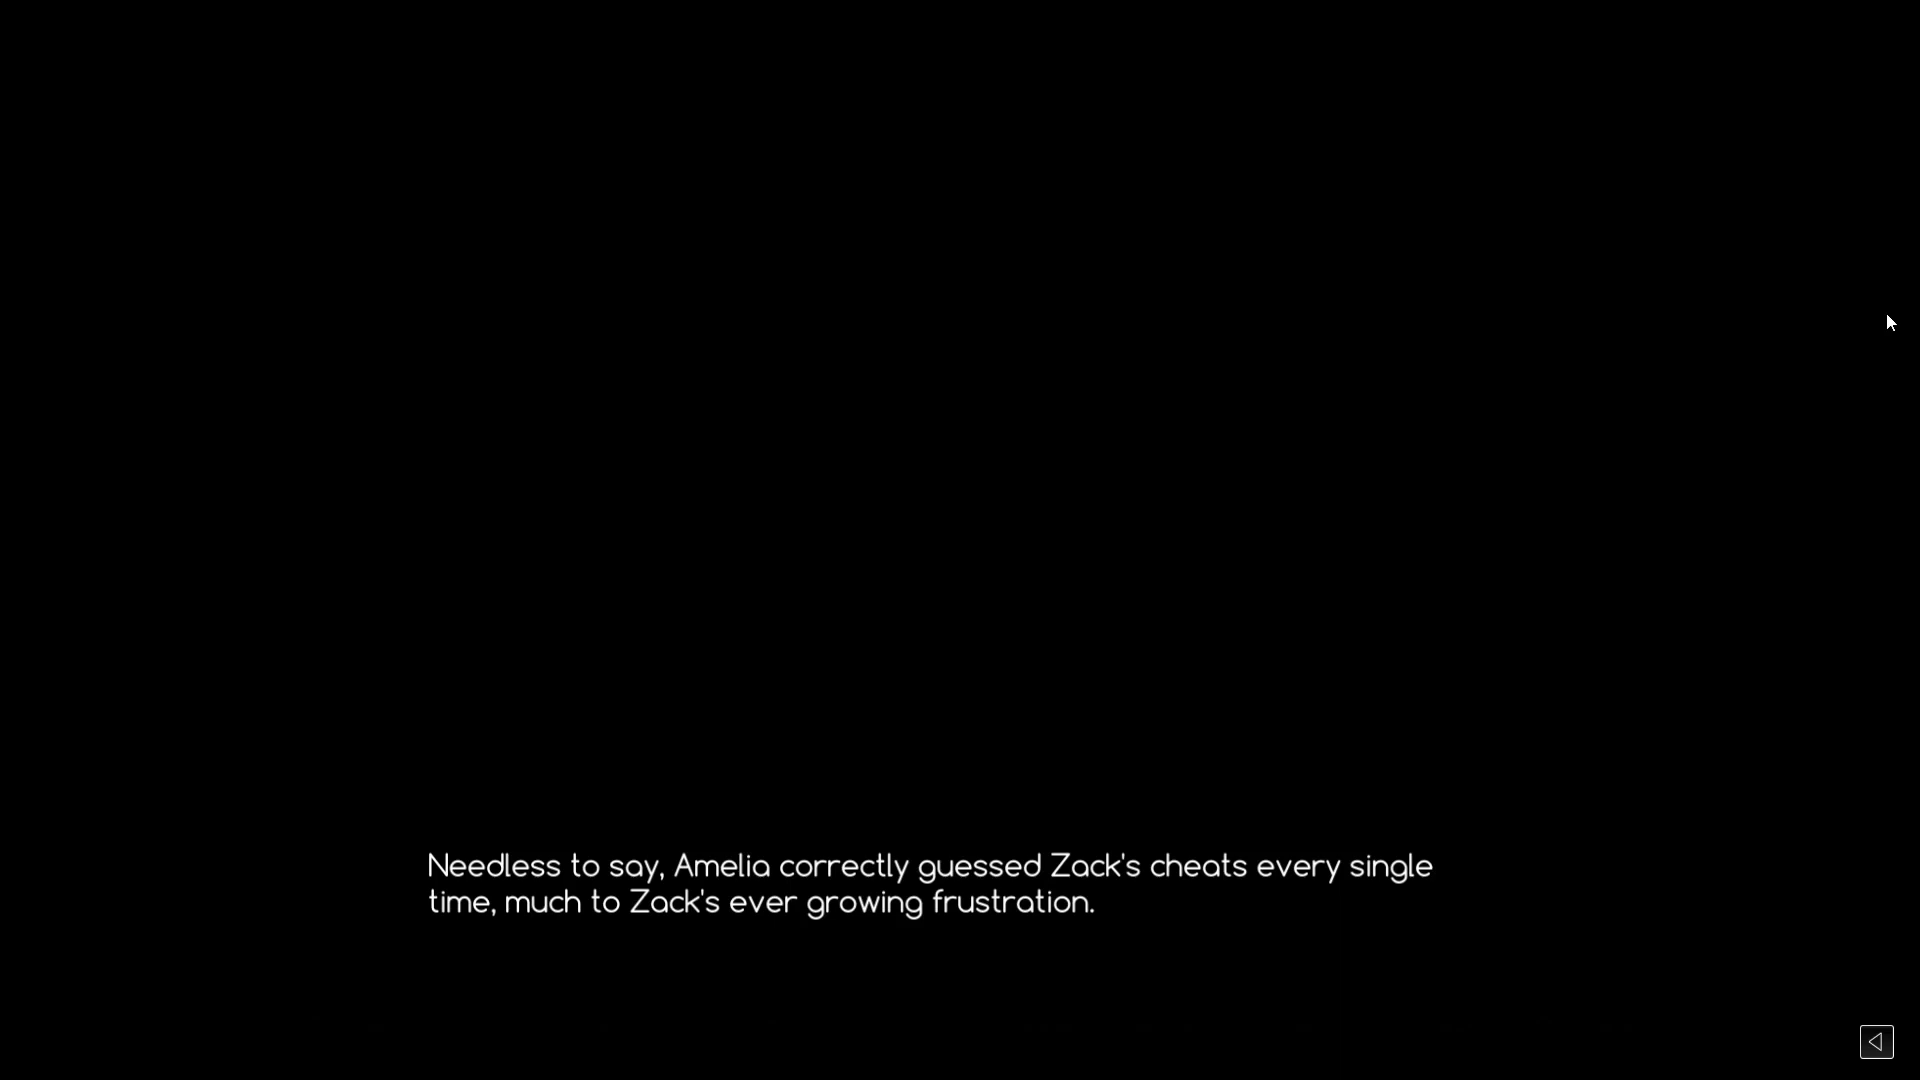 Needless to say, Amelia correctly guessed Zack's cheats every single
time, much to Zack's ever growing frustration.